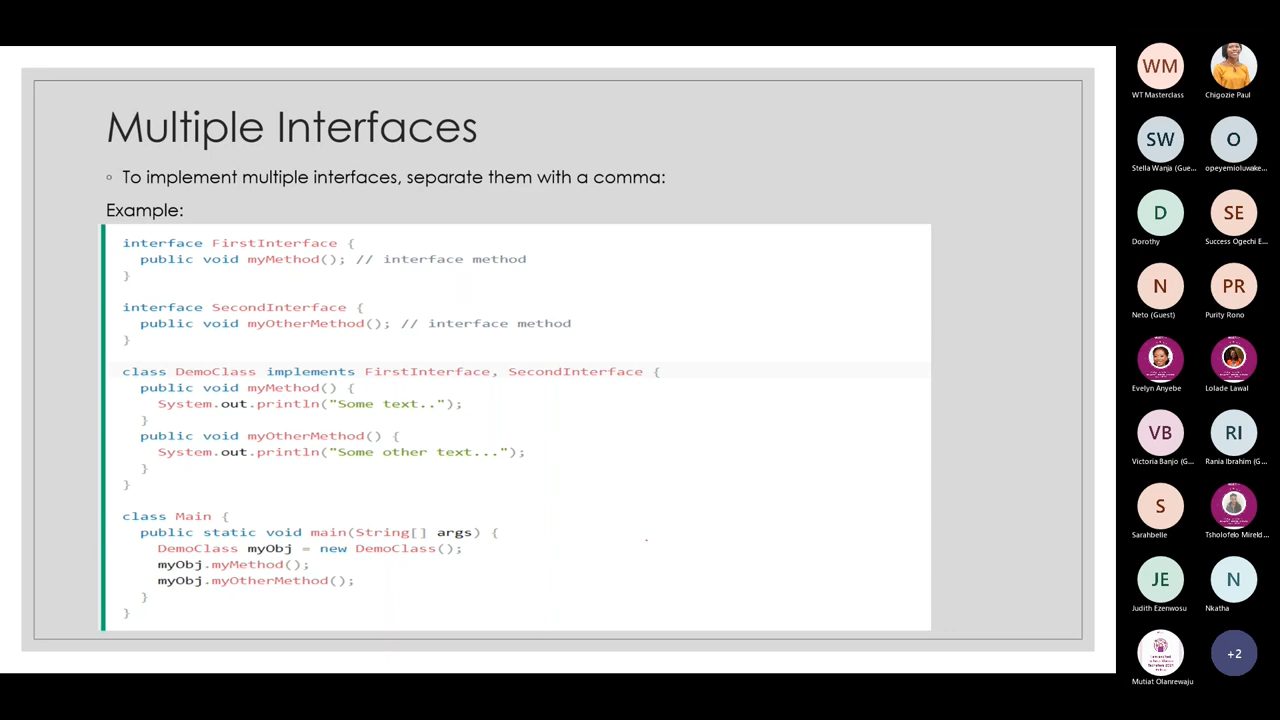 Multiple Interfaces
To implement multiple interfaces, separate them with a comma:
Example:
interface FirstInterface {
public void myMethod(); // interface method
}
interface SecondInterface {
public void myOtherMethod(); // interface method
}
class DemoClass implements FirstInterface, SecondInterface {
public void myMethod() {
System.out.println("Some text..");
}
public void myOtherMethod() {
System.out.println("Some other text...");
}
}
class Main {
public static void main(String[] args) {
DemoClass myObj = new DemoClass();
myObj.myMethod();
myObj.myOtherMethod();
}
}
WM
WT Masterclass
Chigozie Paul
SW
O
Stella Wanja (Gue...
opeyemioluwake...
D
SE
Dorothy
Success Ogechi E...
N
PR
Neto (Guest)
Purity Rono
Evelyn Anyebe
Lolade Lawal
VB
RI
Victoria Banjo (G...
Rania Ibrahim (G...
S
Sarahbelle
Tsholofelo Mireld...
JE
N
Judith Ezenwosu
Nkatha
+2
Mutiat Olanrewaju